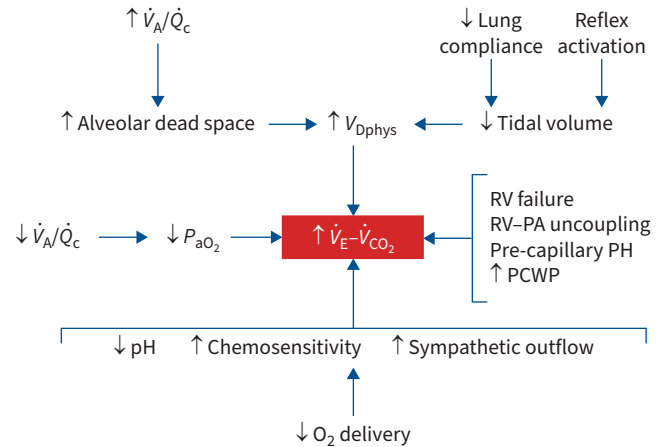 ↑ V̇A/Q̇c
↓ Lung
compliance
Reflex
activation
↑ Alveolar dead space
↑ VDphys
↓ Tidal volume
↓ V̇A/Q̇c
↓ PaO2
↑ V̇E–V̇CO2
RV failure
RV–PA uncoupling
Pre-capillary PH
↑ PCWP
↓ pH ↑ Chemosensitivity ↑ Sympathetic outflow
↓ O2 delivery